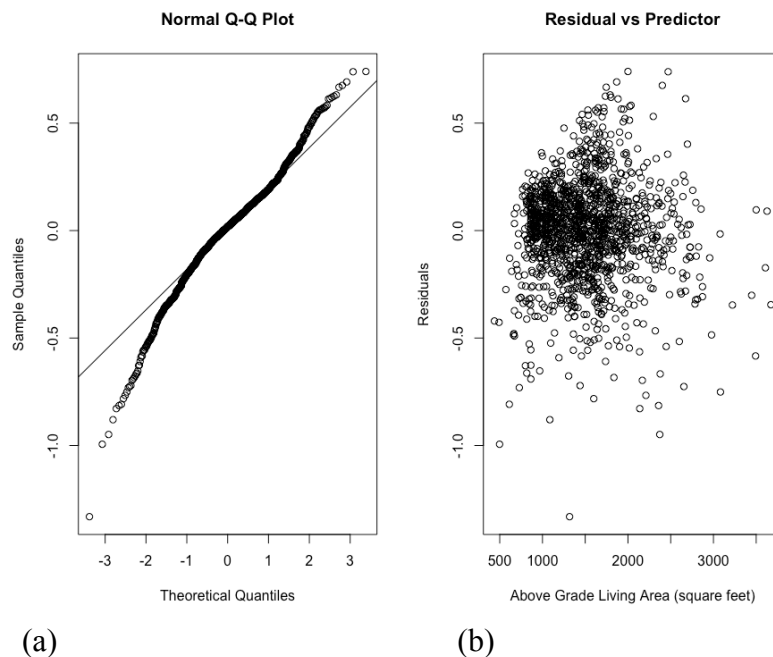 Normal Q-Q Plot
Sample Quantiles
0.5
0.0
-0.5
-1.0
-3 -2 -1 0 1 2 3
Theoretical Quantiles
(a)
Residual vs Predictor
Residuals
0.5
0.0
-0.5
-1.0
500 1000 2000 3000
Above Grade Living Area (square feet)
(b)